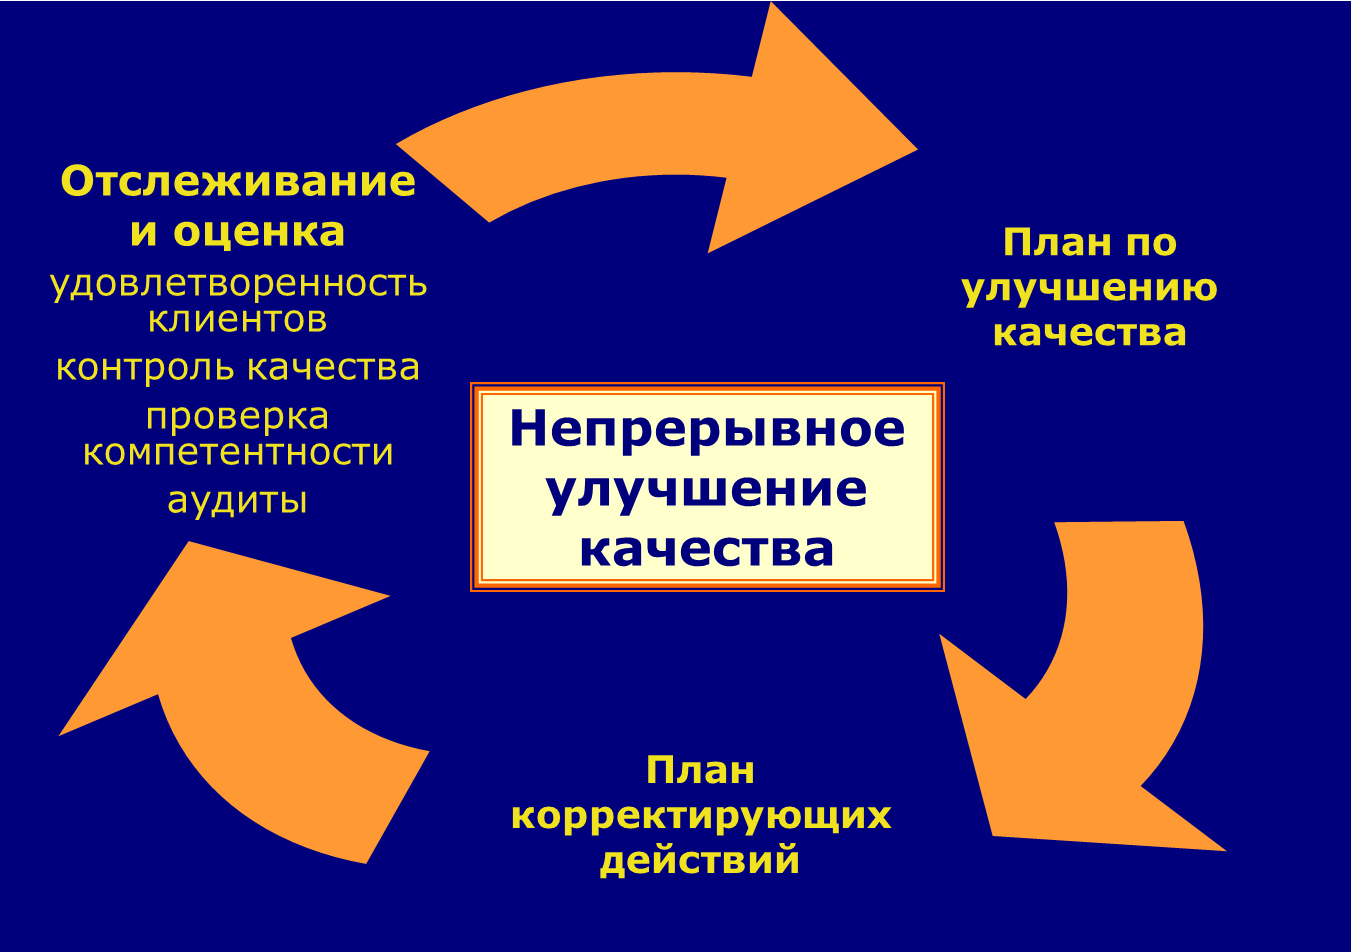 Отслеживание
и оценка
удовлетворенность
клиентов
контроль качества
проверка
компетентности
аудиты
План по
улучшению
качества
Непрерывное
улучшение
качества
План
корректирующих
действий